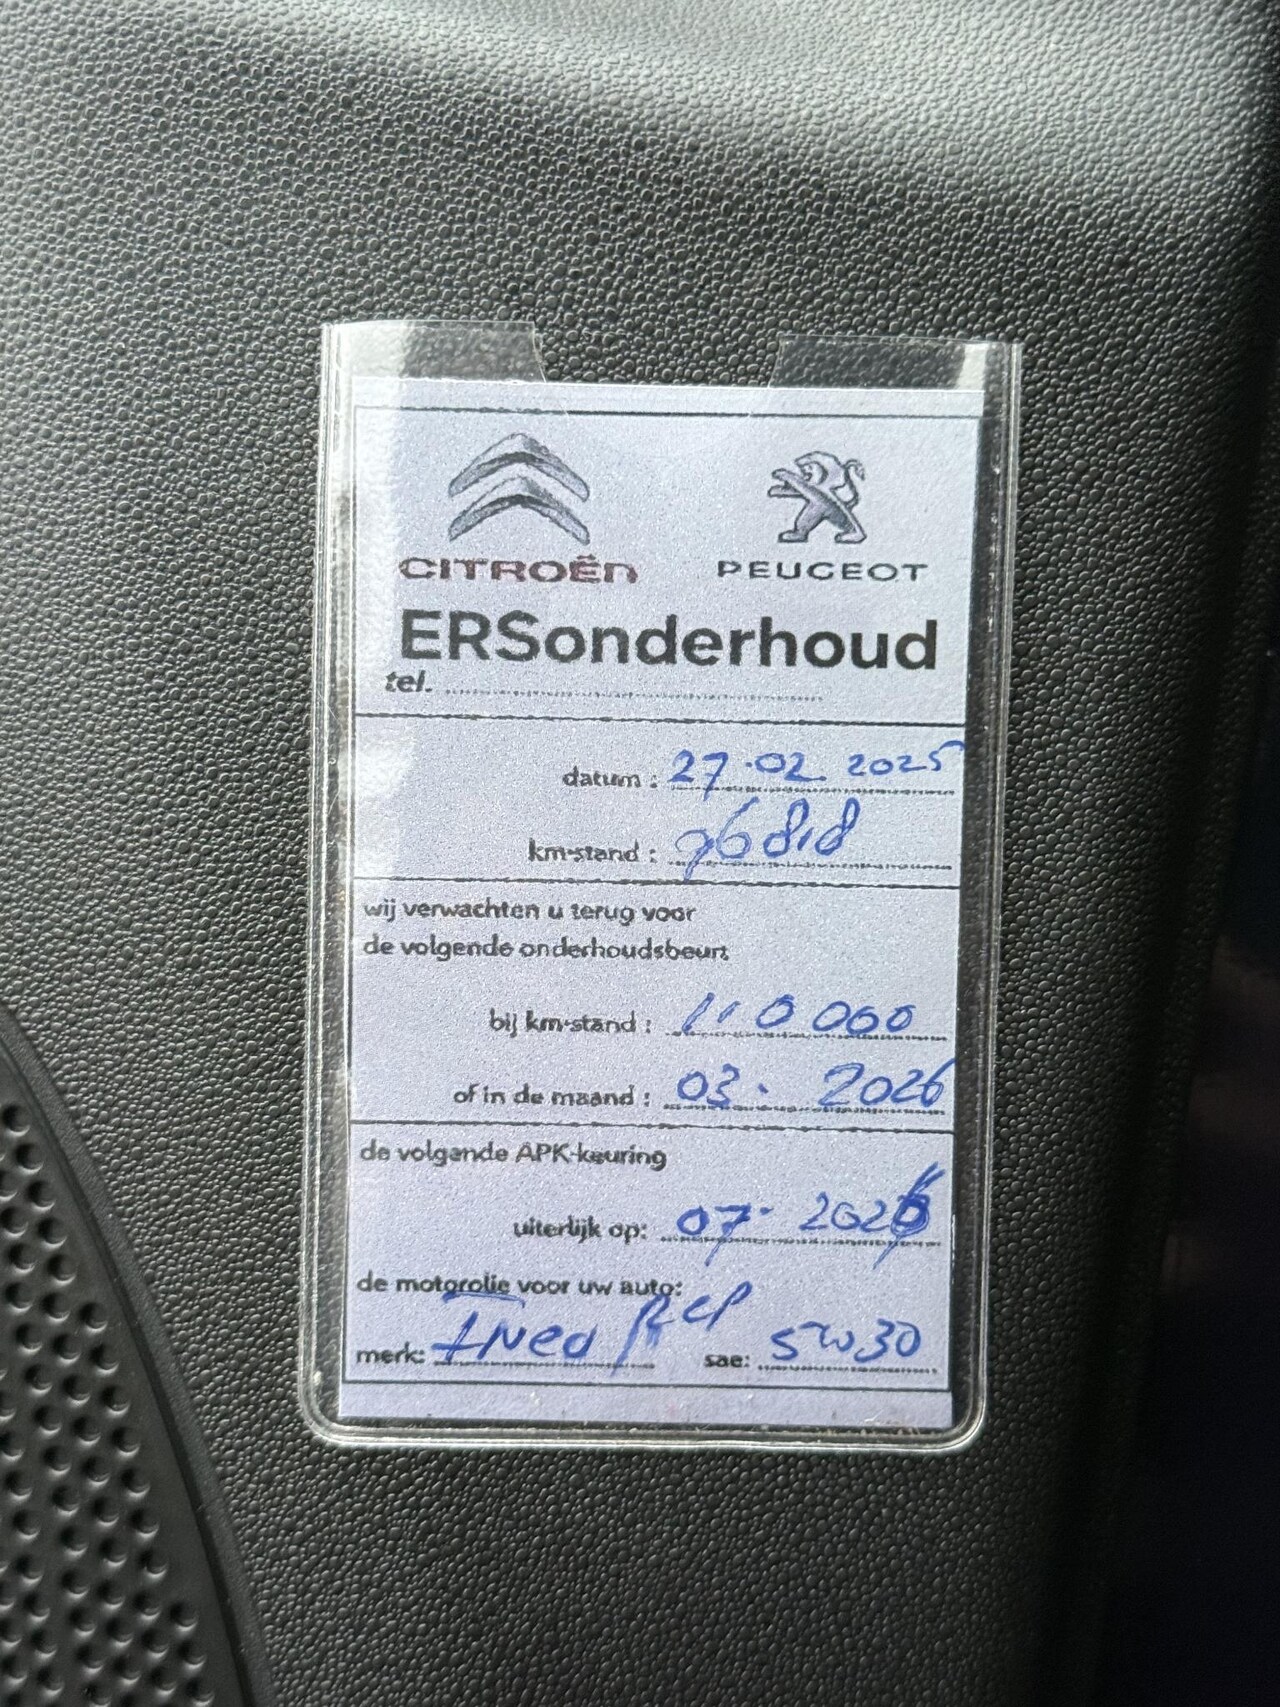 CITROËN PEUGEOT
ERSonderhoud
tel.
datum : 27-02 2025
km-stand : 96818
wij verwachten u terug voor
de volgende onderhoudsbeurt
bij km-stand : 110 000
of in de maand : 03. 2026
de volgende APK-keuring
uiterlijk op: 07- 2026
de motorolie voor uw auto:
merk: Ineo RCP sae: 5w30